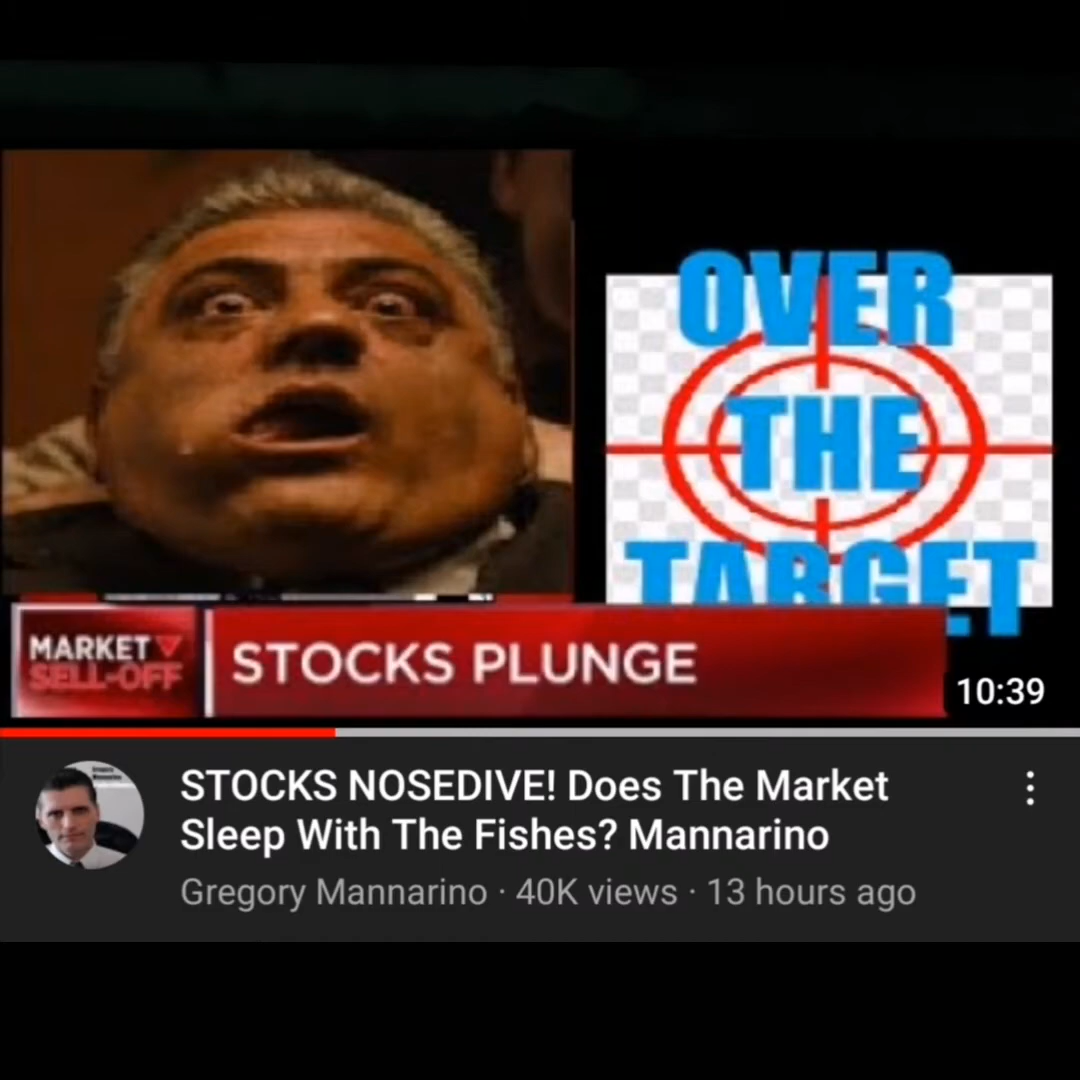 OVER
THE
TARGET
MARKET
SELL-OFF
STOCKS PLUNGE
10:39
STOCKS NOSEDIVE! Does The Market
Sleep With The Fishes? Mannarino
Gregory Mannarino · 40K views · 13 hours ago